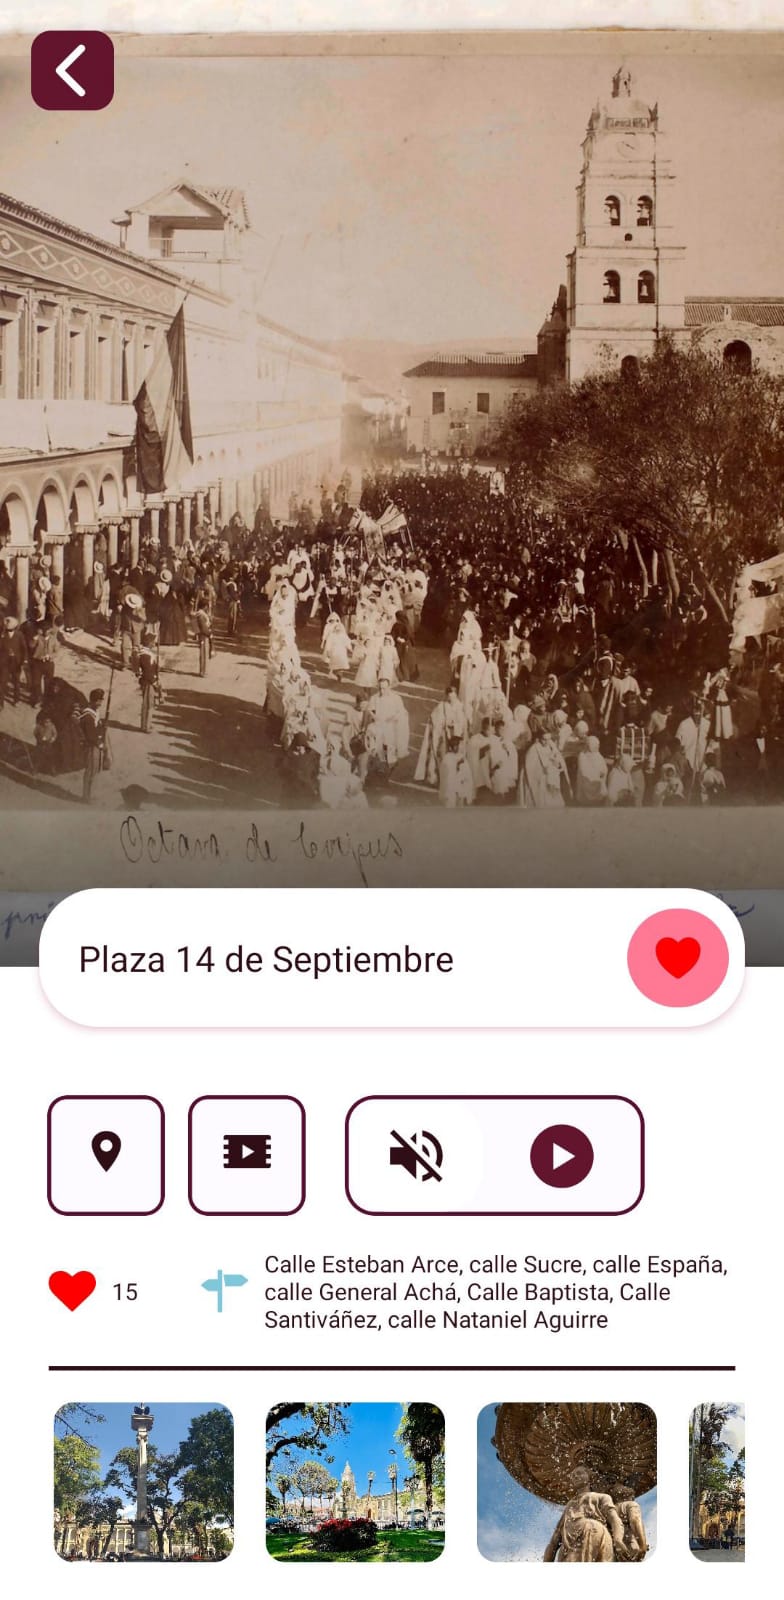 Octava de Corpus
Plaza 14 de Septiembre
15
Calle Esteban Arce, calle Sucre, calle España,
calle General Achá, Calle Baptista, Calle
Santiváñez, calle Nataniel Aguirre